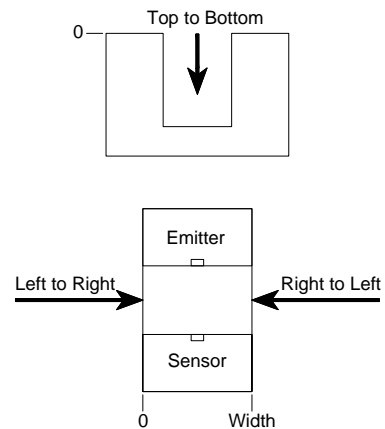 Top to Bottom
0
Emitter
Left to Right
Right to Left
Sensor
0
Width